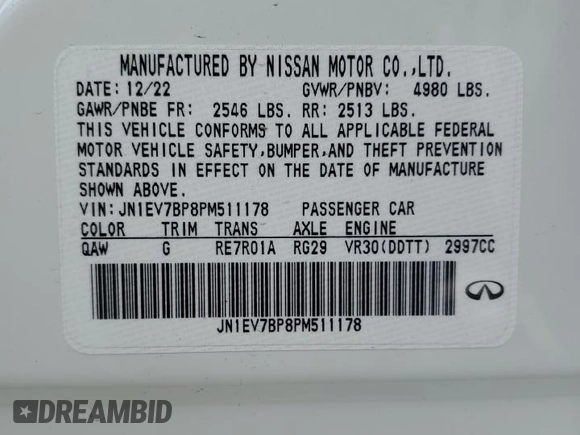 MANUFACTURED BY NISSAN MOTOR CO.,LTD.
DATE: 12/22 GVWR/PNBV: 4980 LBS.
GAWR/PNBE FR: 2546 LBS. RR: 2513 LBS.
THIS VEHICLE CONFORMS TO ALL APPLICABLE FEDERAL
MOTOR VEHICLE SAFETY,BUMPER,AND THEFT PREVENTION
STANDARDS IN EFFECT ON THE DATE OF MANUFACTURE
SHOWN ABOVE.
VIN:JN1EV7BP8PM511178 PASSENGER CAR
COLOR TRIM TRANS AXLE ENGINE
QAW G RE7R01A RG29 VR30(DDTT) 2997CC
JN1EV7BP8PM511178
DREAMBID